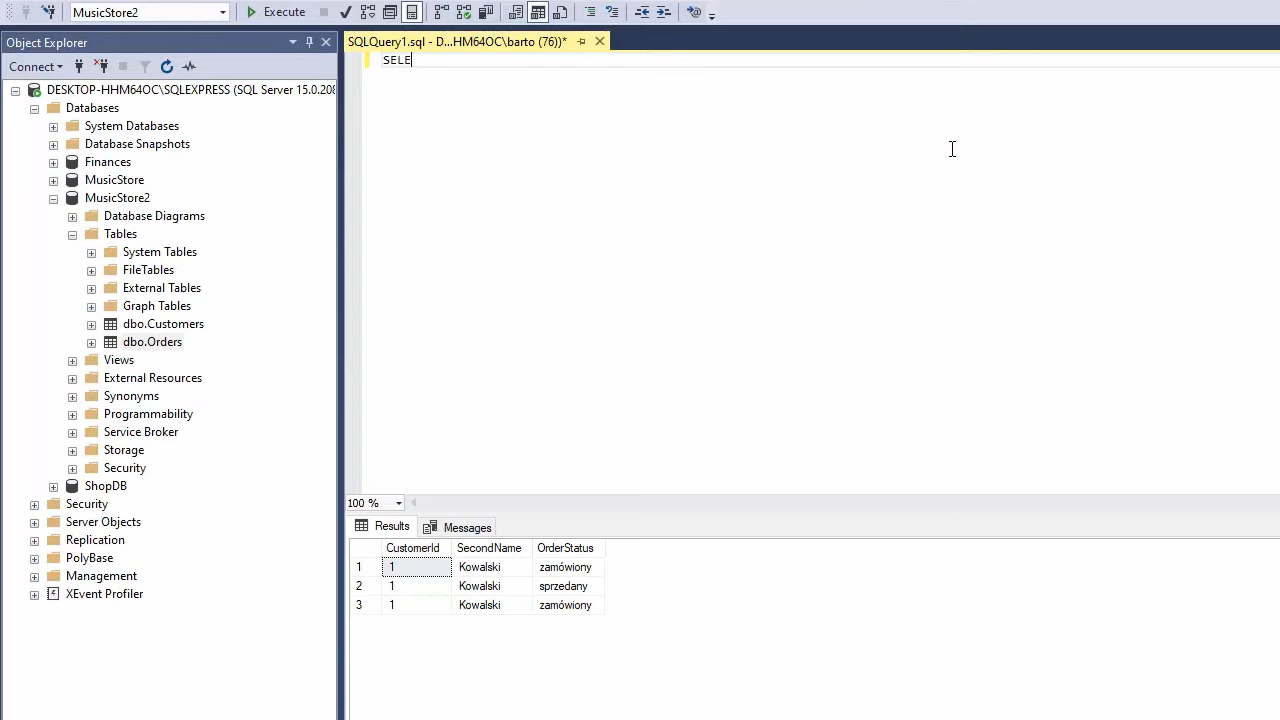 MusicStore2
Execute
Object Explorer
SQLQuery1.sql - D...HM64OC\barto (76))*
Connect
SELE
DESKTOP-HHM64OC\SQLEXPRESS (SQL Server 15.0.208
Databases
System Databases
Database Snapshots
Finances
MusicStore
MusicStore2
Database Diagrams
Tables
System Tables
FileTables
External Tables
Graph Tables
dbo.Customers
dbo.Orders
Views
External Resources
Synonyms
Programmability
Service Broker
Storage
Security
ShopDB
Security
Server Objects
Replication
PolyBase
Management
XEvent Profiler
100 %
Results Messages
CustomerId SecondName OrderStatus
1 1 Kowalski zamówiony
2 1 Kowalski sprzedany
3 1 Kowalski zamówiony